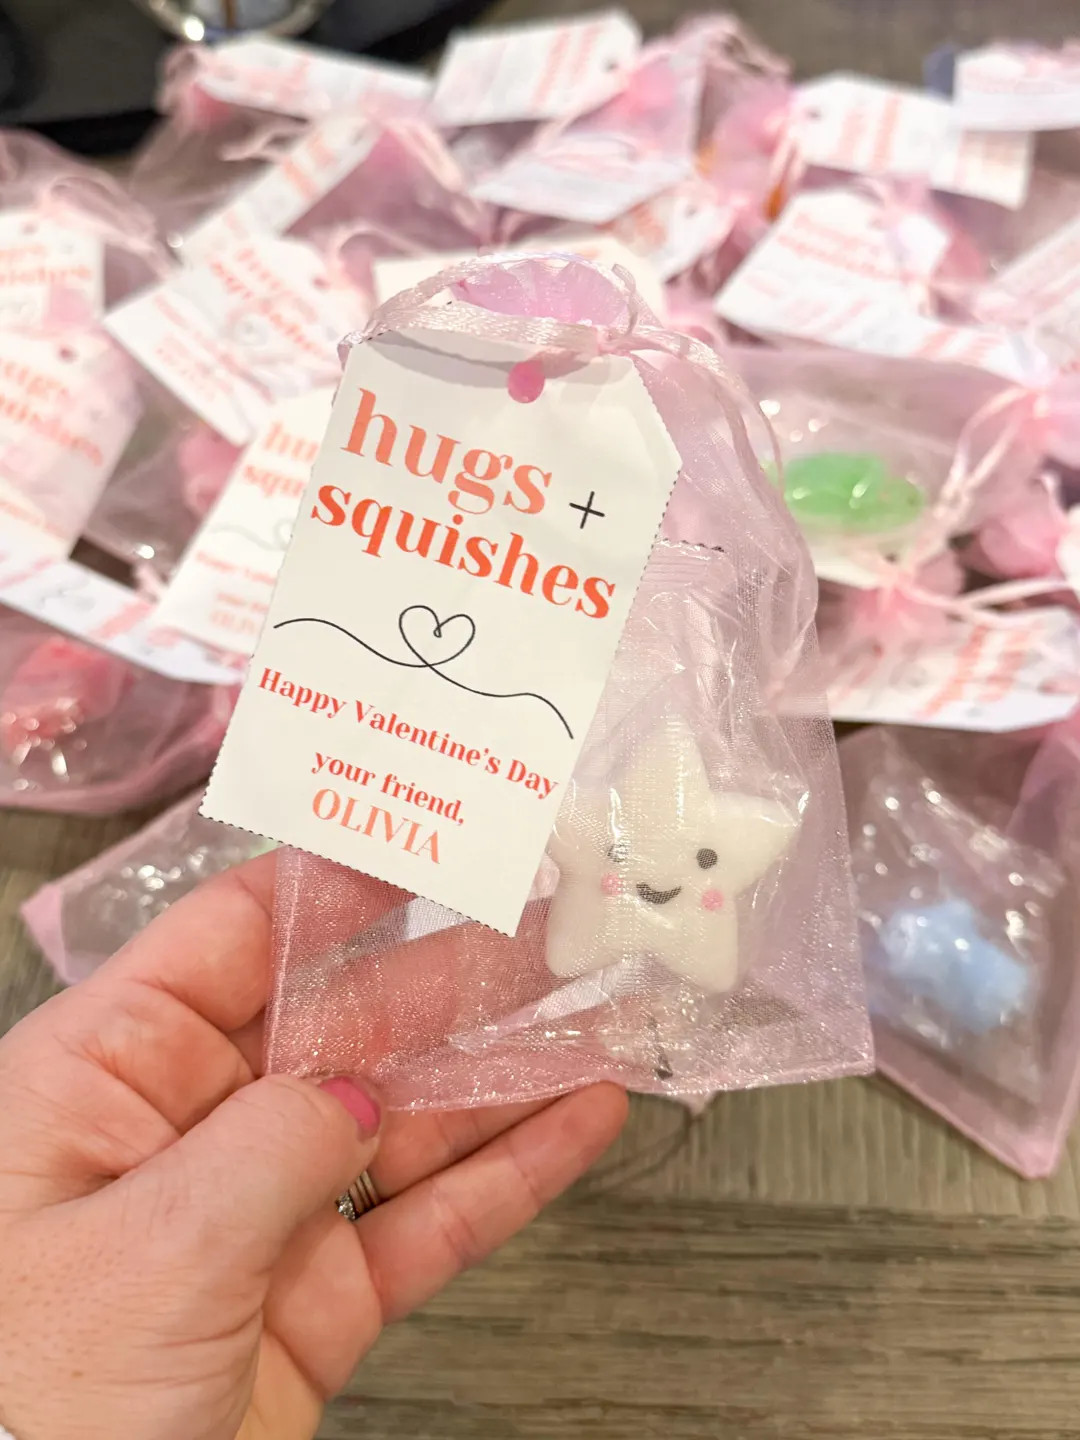 hugs +
squishes
Happy Valentine's Day
your friend,
OLIVIA